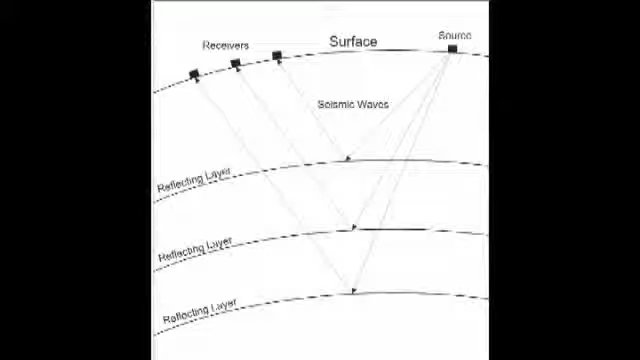 Source
Surface
Receivers
Seismic Waves
Reflecting Layer
Reflecting Layer
Reflecting Layer